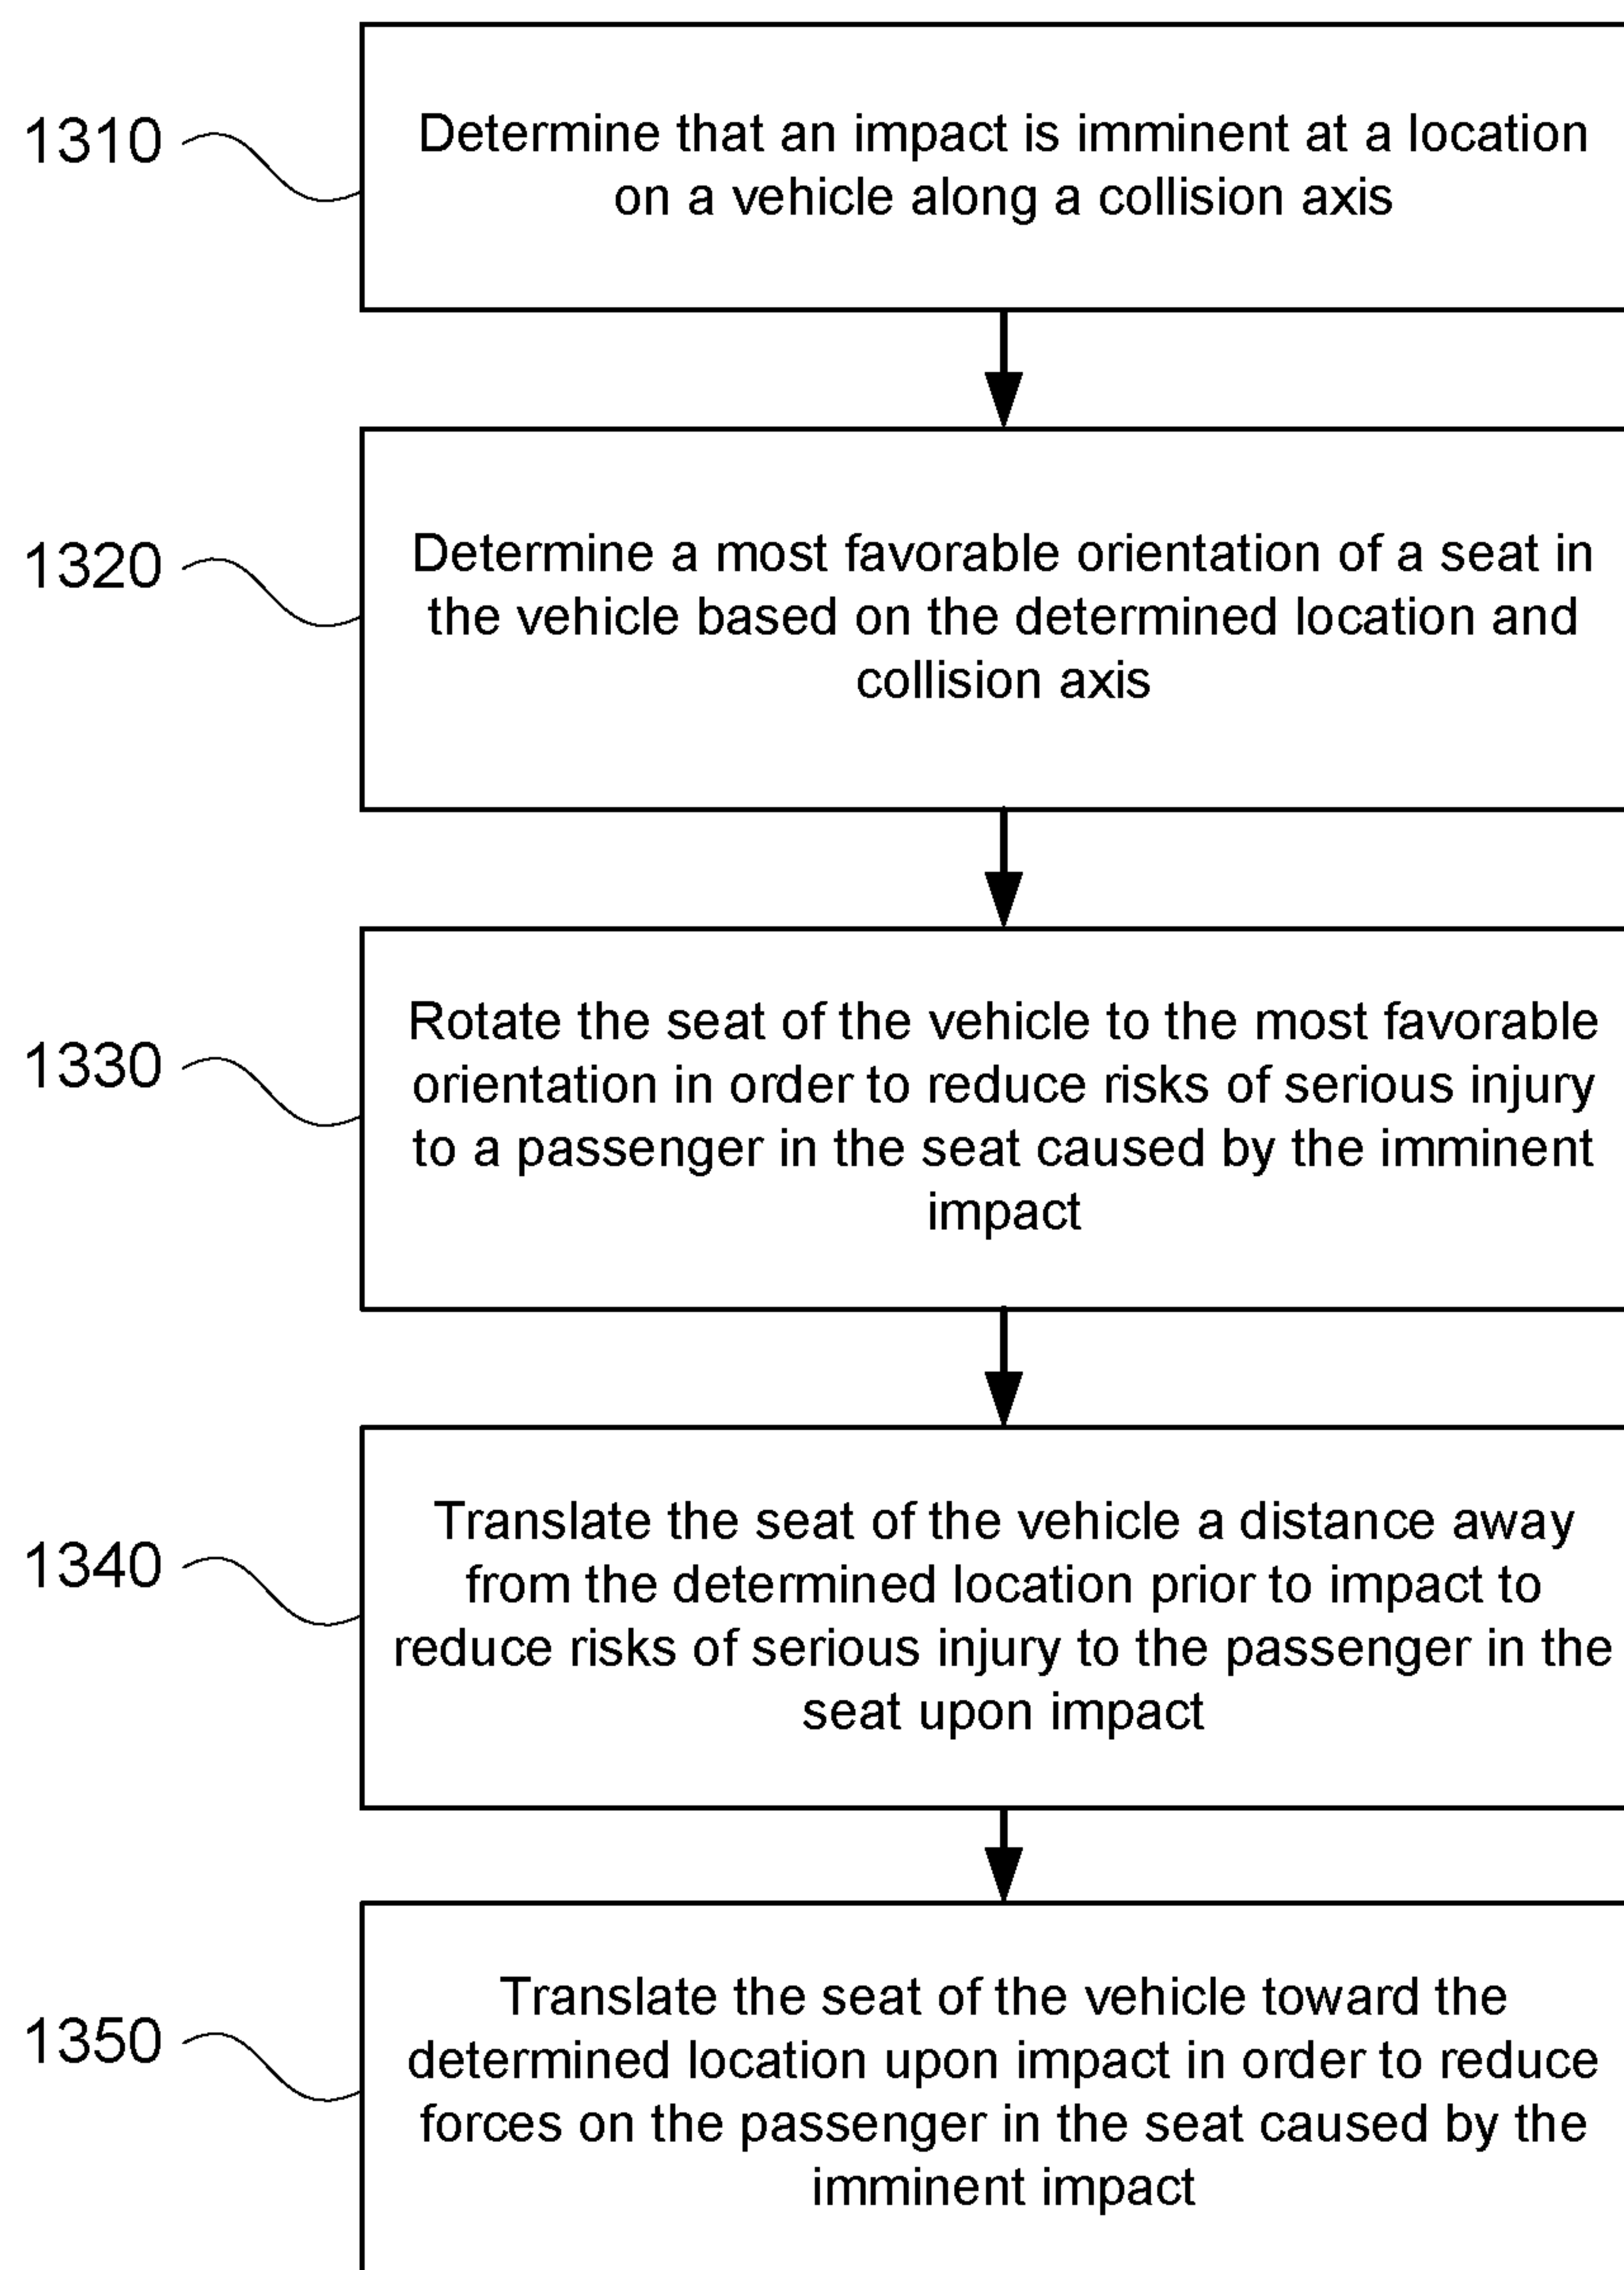 1310
Determine that an impact is imminent at a location
on a vehicle along a collision axis
1320
Determine a most favorable orientation of a seat in
the vehicle based on the determined location and
collision axis
1330
Rotate the seat of the vehicle to the most favorable
orientation in order to reduce risks of serious injury
to a passenger in the seat caused by the imminent
impact
1340
Translate the seat of the vehicle a distance away
from the determined location prior to impact to
reduce risks of serious injury to the passenger in the
seat upon impact
1350
Translate the seat of the vehicle toward the
determined location upon impact in order to reduce
forces on the passenger in the seat caused by the
imminent impact